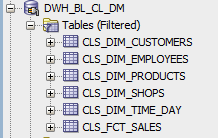 DWH_BL_CL_DM
Tables (Filtered)
CLS_DIM_CUSTOMERS
CLS_DIM_EMPLOYEES
CLS_DIM_PRODUCTS
CLS_DIM_SHOPS
CLS_DIM_TIME_DAY
CLS_FCT_SALES